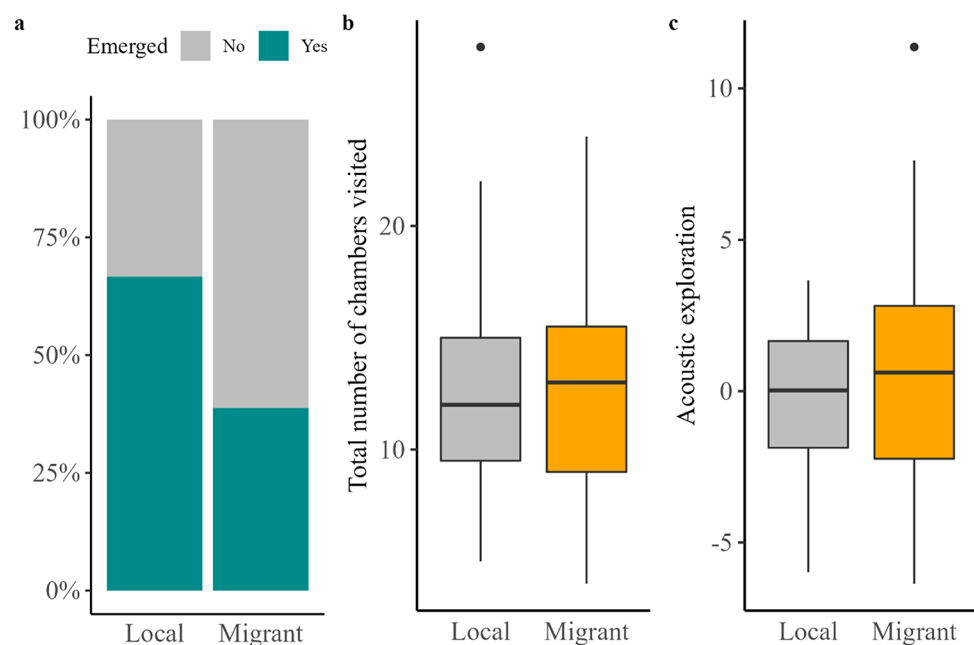 a
Emerged No Yes
100%
75%
50%
25%
0%
Local Migrant
b
Total number of chambers visited
20
10
Local Migrant
c
Acoustic exploration
10
5
0
-5
Local Migrant